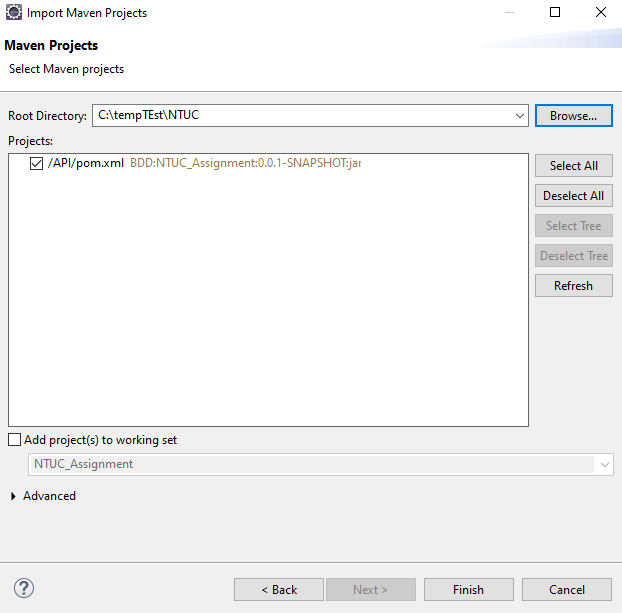 Import Maven Projects
Maven Projects
Select Maven projects
Root Directory: C:\tempTEst\NTUC Browse...
Projects:
/API/pom.xml BDD:NTUC_Assignment:0.0.1-SNAPSHOT:jar
Select All
Deselect All
Select Tree
Deselect Tree
Refresh
Add project(s) to working set
NTUC_Assignment
Advanced
? < Back Next > Finish Cancel